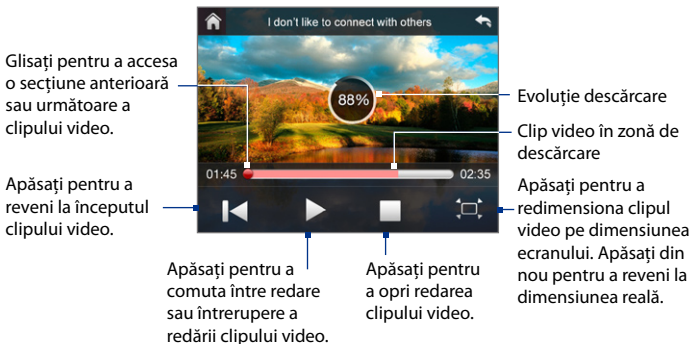 I don't like to connect with others
Glisați pentru a accesa
o secțiune anterioară
sau următoare a
clipului video.
88%
Evoluție descărcare
Clip video în zonă de
descărcare
01:45
02:35
Apăsați pentru a
reveni la începutul
clipului video.
Apăsați pentru a
redimensiona clipul
video pe dimensiunea
ecranului. Apăsați din
nou pentru a reveni la
dimensiunea reală.
Apăsați pentru a
comuta între redare
sau întrerupere a
redării clipului video.
Apăsați pentru
a opri redarea
clipului video.